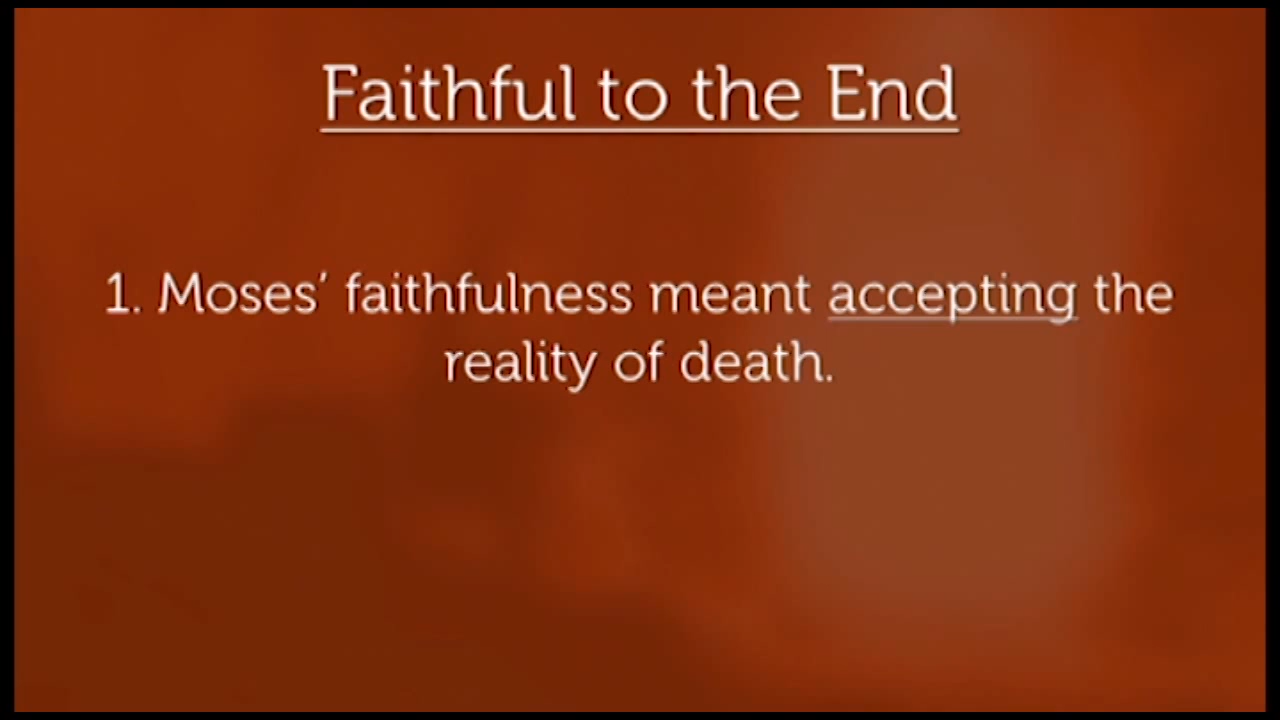 Faithful to the End
1. Moses’ faithfulness meant accepting the
reality of death.